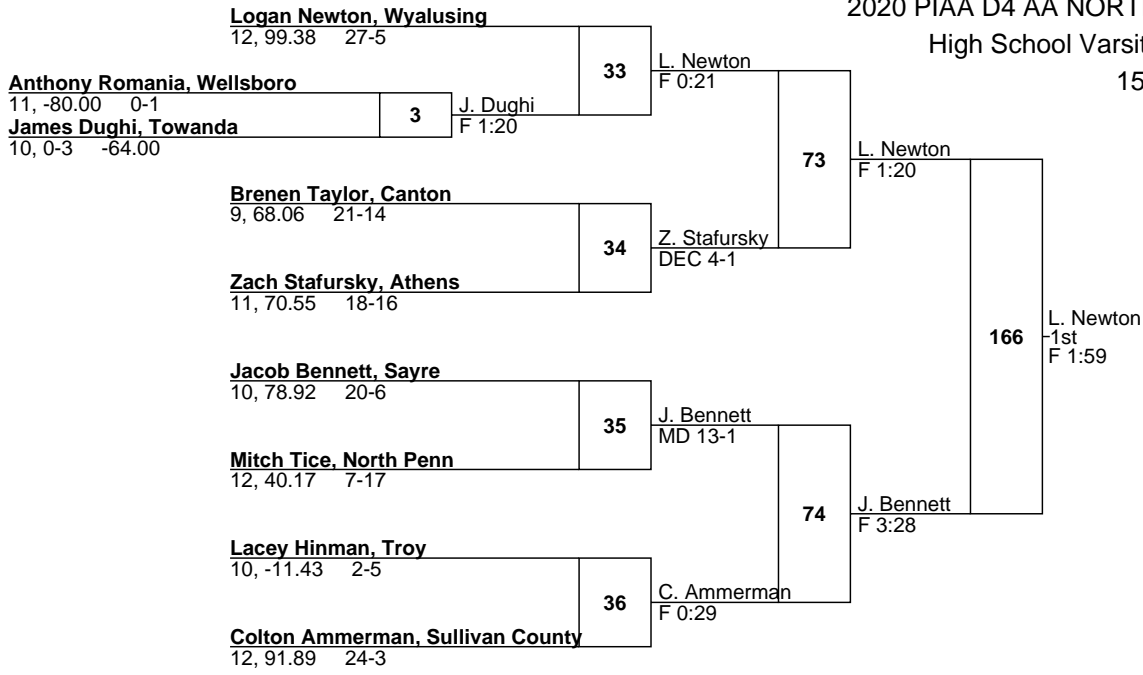 2020 PIAA D4 AA NORT
High School Varsit
15
Logan Newton, Wyalusing
12, 99.38 27-5
Anthony Romania, Wellsboro
11, -80.00 0-1
James Dughi, Towanda
10, 0-3 -64.00
3
J. Dughi
F 1:20
33
L. Newton
F 0:21
Brenen Taylor, Canton
9, 68.06 21-14
Zach Stafursky, Athens
11, 70.55 18-16
34
Z. Stafursky
DEC 4-1
73
L. Newton
F 1:20
Jacob Bennett, Sayre
10, 78.92 20-6
Mitch Tice, North Penn
12, 40.17 7-17
35
J. Bennett
MD 13-1
Lacey Hinman, Troy
10, -11.43 2-5
Colton Ammerman, Sullivan County
12, 91.89 24-3
36
C. Ammerman
F 0:29
74
J. Bennett
F 3:28
166
L. Newton
1st
F 1:59